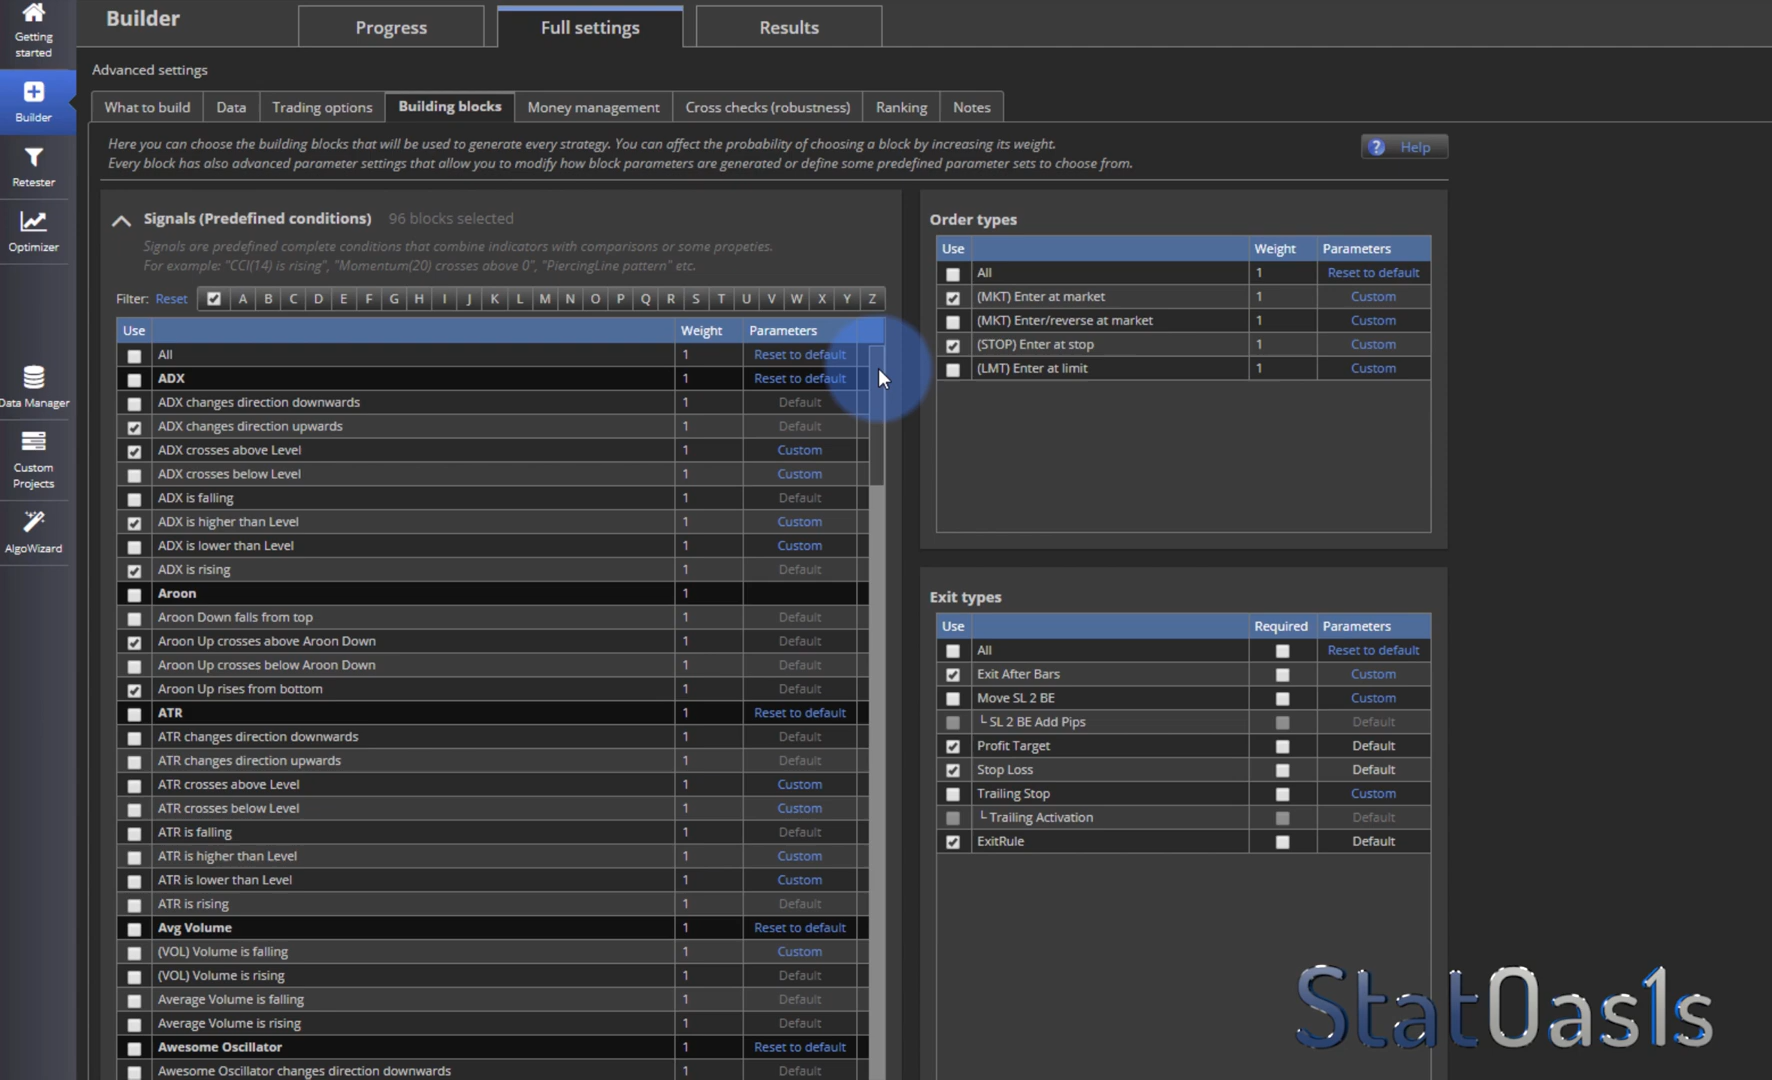 Getting
started
Builder
Retester
Optimizer
Data Manager
Custom
Projects
AlgoWizard
Builder
Progress
Full settings
Results
Advanced settings
What to build
Data
Trading options
Building blocks
Money management
Cross checks (robustness)
Ranking
Notes
Here you can choose the building blocks that will be used to generate every strategy. You can affect the probability of choosing a block by increasing its weight.
Every block has also advanced parameter settings that allow you to modify how block parameters are generated or define some predefined parameter sets to choose from.
? Help
Signals (Predefined conditions) 96 blocks selected
Signals are predefined complete conditions that combine indicators with comparisons or some propeties.
For example: "CCI(14) is rising", "Momentum(20) crosses above 0", "PiercingLine pattern" etc.
Filter: Reset A B C D E F G H I J K L M N O P Q R S T U V W X Y Z
Use Weight Parameters
All 1 Reset to default
ADX 1 Reset to default
ADX changes direction downwards 1 Default
ADX changes direction upwards 1 Default
ADX crosses above Level 1 Custom
ADX crosses below Level 1 Custom
ADX is falling 1 Default
ADX is higher than Level 1 Custom
ADX is lower than Level 1 Custom
ADX is rising 1 Default
Aroon 1
Aroon Down falls from top 1 Default
Aroon Up crosses above Aroon Down 1 Default
Aroon Up crosses below Aroon Down 1 Default
Aroon Up rises from bottom 1 Default
ATR 1 Reset to default
ATR changes direction downwards 1 Default
ATR changes direction upwards 1 Default
ATR crosses above Level 1 Custom
ATR crosses below Level 1 Custom
ATR is falling 1 Default
ATR is higher than Level 1 Custom
ATR is lower than Level 1 Custom
ATR is rising 1 Default
Avg Volume 1 Reset to default
(VOL) Volume is falling 1 Custom
(VOL) Volume is rising 1 Default
Average Volume is falling 1 Default
Average Volume is rising 1 Default
Awesome Oscillator 1 Reset to default
Awesome Oscillator changes direction downwards 1 Default
Order types
Use Weight Parameters
All 1 Reset to default
(MKT) Enter at market 1 Custom
(MKT) Enter/reverse at market 1 Custom
(STOP) Enter at stop 1 Custom
(LMT) Enter at limit 1 Custom
Exit types
Use Required Parameters
All Reset to default
Exit After Bars Custom
Move SL 2 BE Custom
SL 2 BE Add Pips Default
Profit Target Default
Stop Loss Default
Trailing Stop Custom
Trailing Activation Default
ExitRule Default
StatOas1s